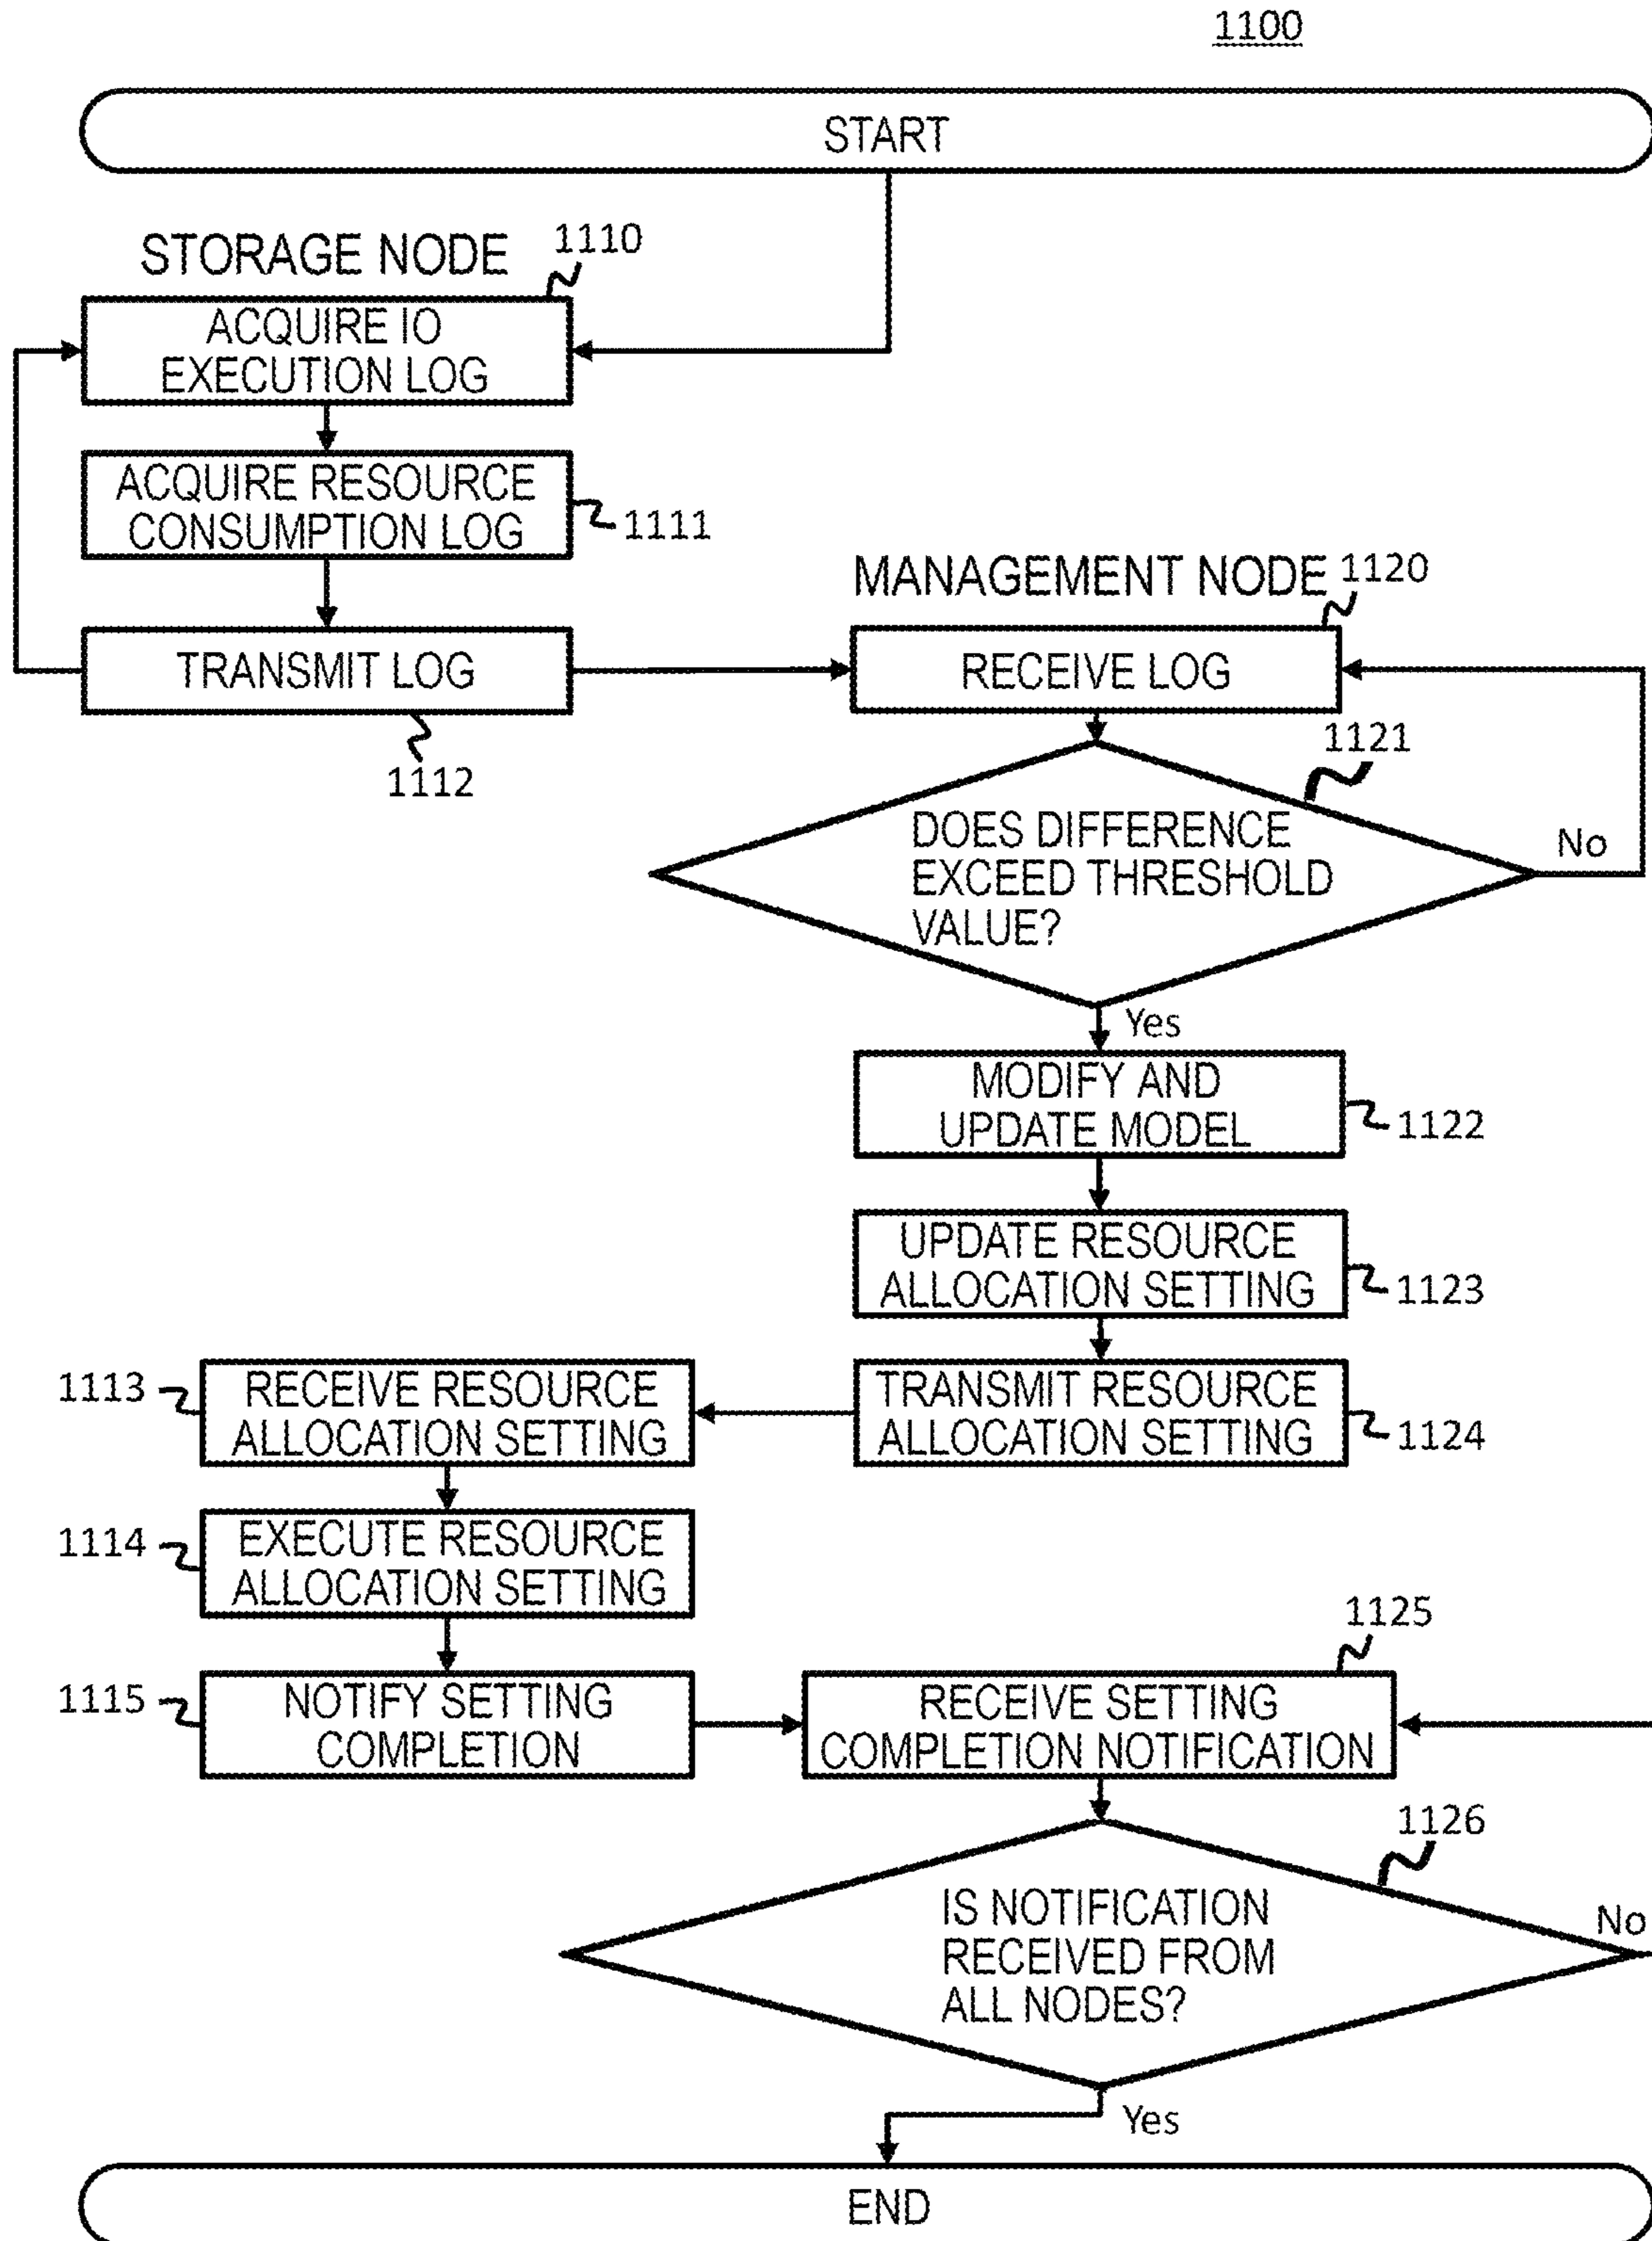 1100
START
STORAGE NODE
1110
ACQUIRE IO
EXECUTION LOG
ACQUIRE RESOURCE
CONSUMPTION LOG
1111
MANAGEMENT NODE
1120
TRANSMIT LOG
RECEIVE LOG
1112
1121
DOES DIFFERENCE
EXCEED THRESHOLD
VALUE?
No
Yes
MODIFY AND
UPDATE MODEL
1122
UPDATE RESOURCE
ALLOCATION SETTING
1123
1113
RECEIVE RESOURCE
ALLOCATION SETTING
TRANSMIT RESOURCE
ALLOCATION SETTING
1124
1114
EXECUTE RESOURCE
ALLOCATION SETTING
1125
1115
NOTIFY SETTING
COMPLETION
RECEIVE SETTING
COMPLETION NOTIFICATION
1126
IS NOTIFICATION
RECEIVED FROM
ALL NODES?
No
Yes
END